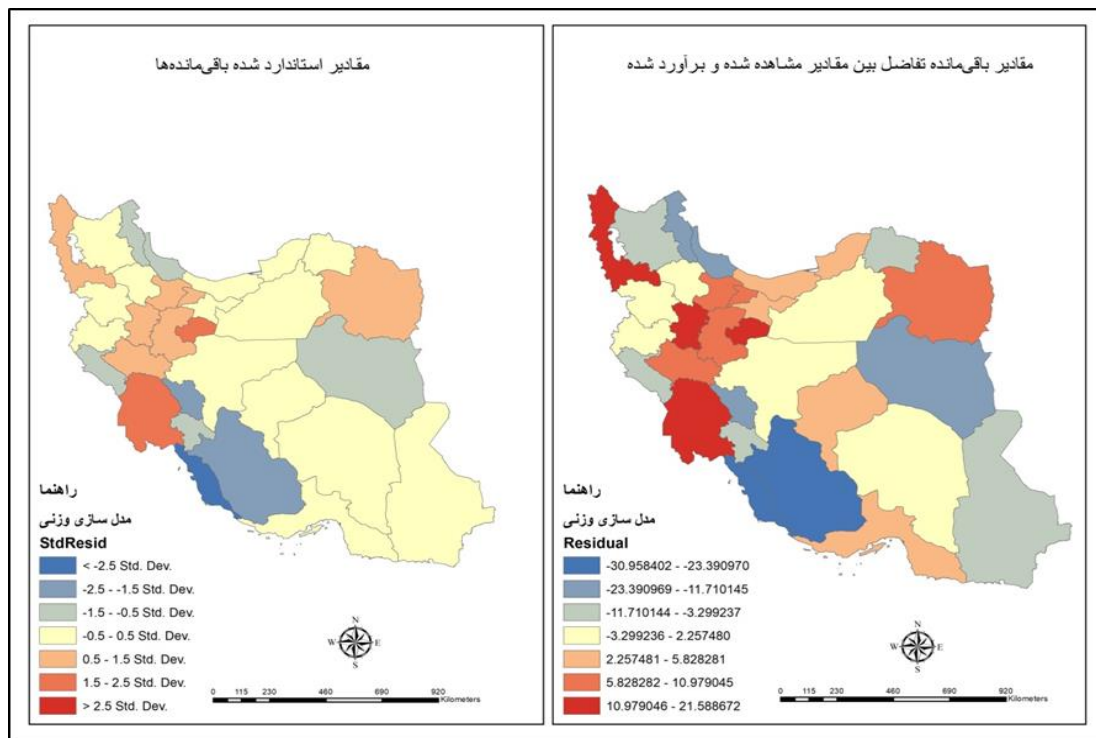 مقادیر استاندارد شده باقی‌مانده‌ها
راهنما
مدل سازی وزنی
StdResid
< -2.5 Std. Dev.
-2.5 - -1.5 Std. Dev.
-1.5 - -0.5 Std. Dev.
-0.5 - 0.5 Std. Dev.
0.5 - 1.5 Std. Dev.
1.5 - 2.5 Std. Dev.
> 2.5 Std. Dev.
N
W E
S
0 115 230 460 690 920
Kilometers
مقادیر باقی‌مانده تفاضل بین مقادیر مشاهده شده و برآورد شده
راهنما
مدل سازی وزنی
Residual
-30.958402 - -23.390970
-23.390969 - -11.710145
-11.710144 - -3.299237
-3.299236 - 2.257480
2.257481 - 5.828281
5.828282 - 10.979045
10.979046 - 21.588672
N
W E
S
0 115 230 460 690 920
Kilometers